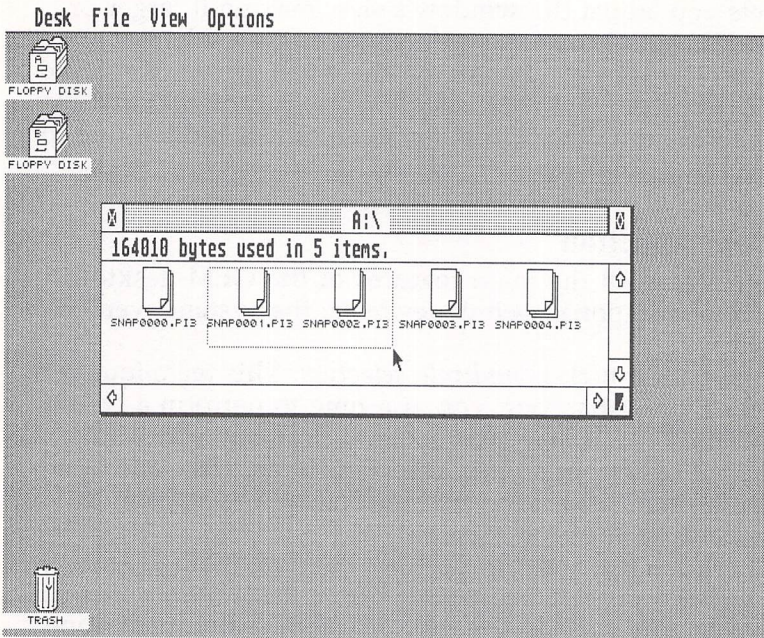 Desk File View Options
A
FLOPPY DISK
B
FLOPPY DISK
A:\
164010 bytes used in 5 items.
SNAP0000.PI3 SNAP0001.PI3 SNAP0002.PI3 SNAP0003.PI3 SNAP0004.PI3
TRASH